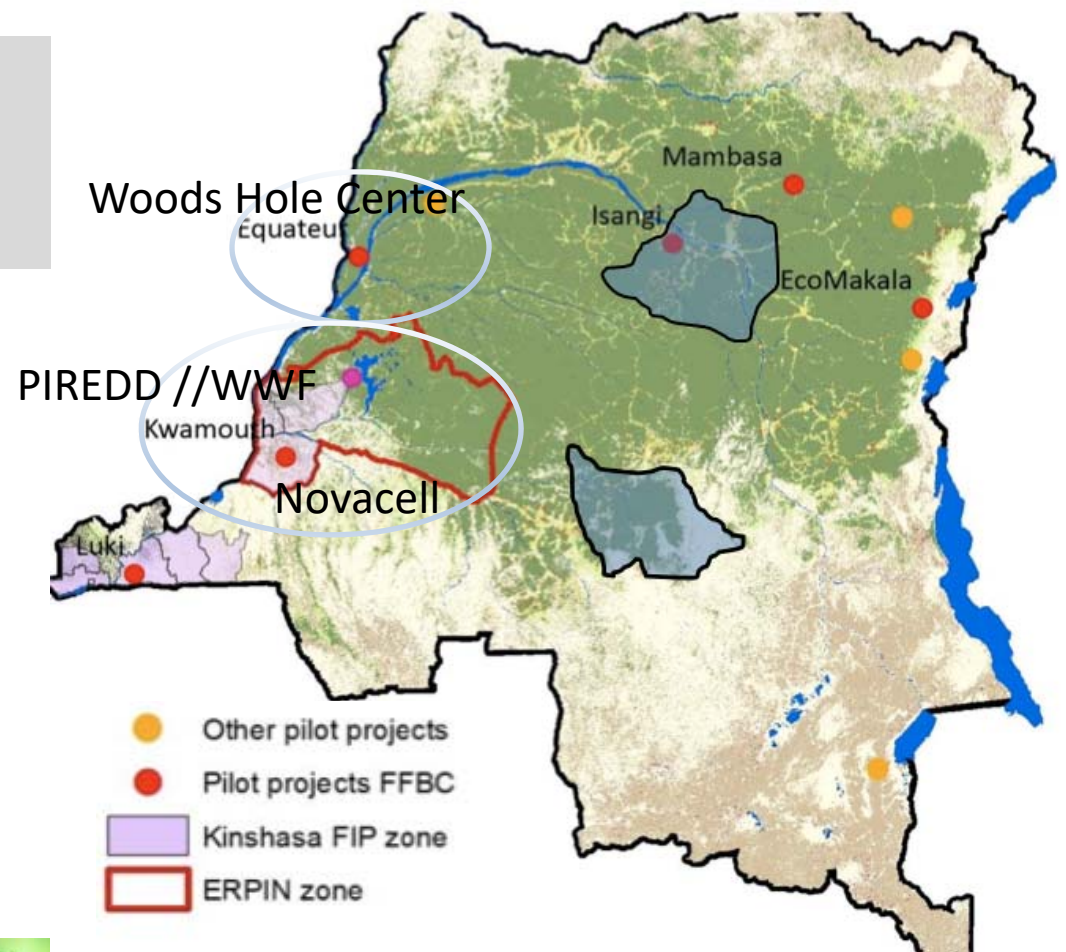 Mambasa
Woods Hole Center
Isangi
Equateur
EcoMakala
PIREDD //WWF
Kwamouth
Novacell
Luki
Other pilot projects
Pilot projects FFBC
Kinshasa FIP zone
ERPIN zone